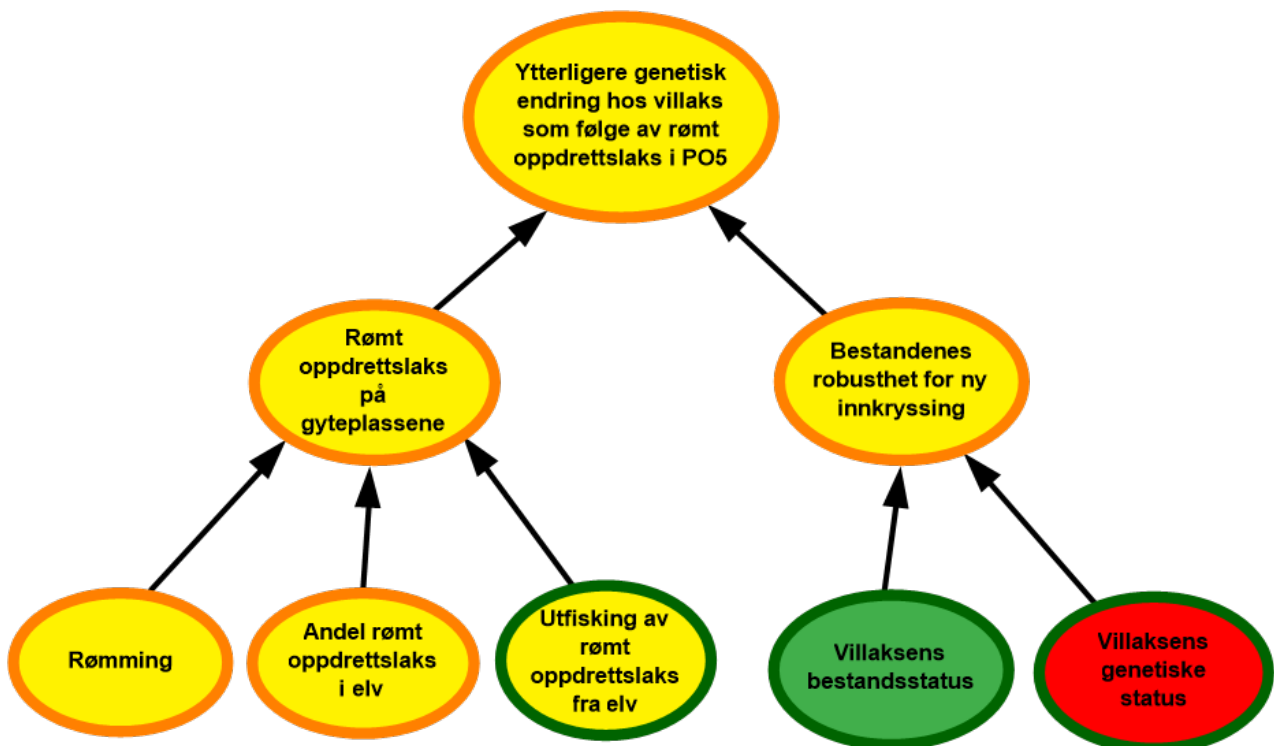 Ytterligere genetisk
endring hos villaks
som følge av rømt
oppdrettslaks i PO5
Rømt
oppdrettslaks
på
gyteplassene
Bestandenes
robusthet for ny
innkryssing
Rømming
Andel rømt
oppdrettslaks
i elv
Utfisking av
rømt
oppdrettslaks
fra elv
Villaksens
bestandsstatus
Villaksens
genetiske
status